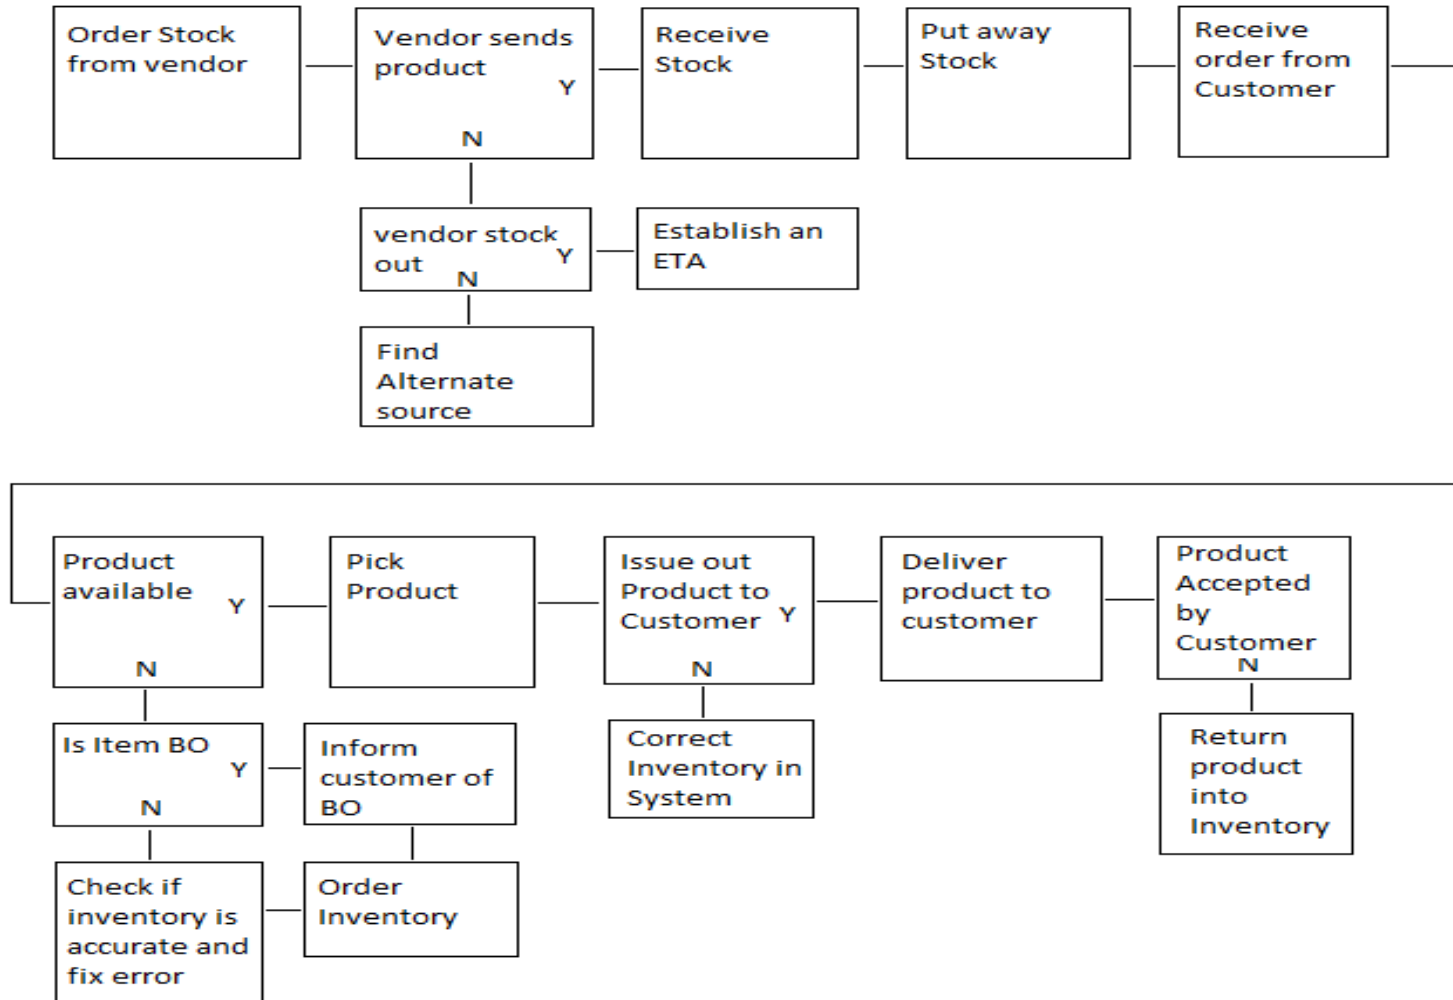 Order Stock
from vendor
Vendor sends
product
Y
N
Receive
Stock
Put away
Stock
Receive
order from
Customer
vendor stock
out
Y
N
Establish an
ETA
Find
Alternate
source
Product
available
Y
N
Pick
Product
Issue out
Product to
Customer
Y
N
Deliver
product to
customer
Product
Accepted
by
Customer
N
Is Item BO
Y
N
Inform
customer of
BO
Correct
Inventory in
System
Return
product
into
Inventory
Check if
inventory is
accurate and
fix error
Order
Inventory